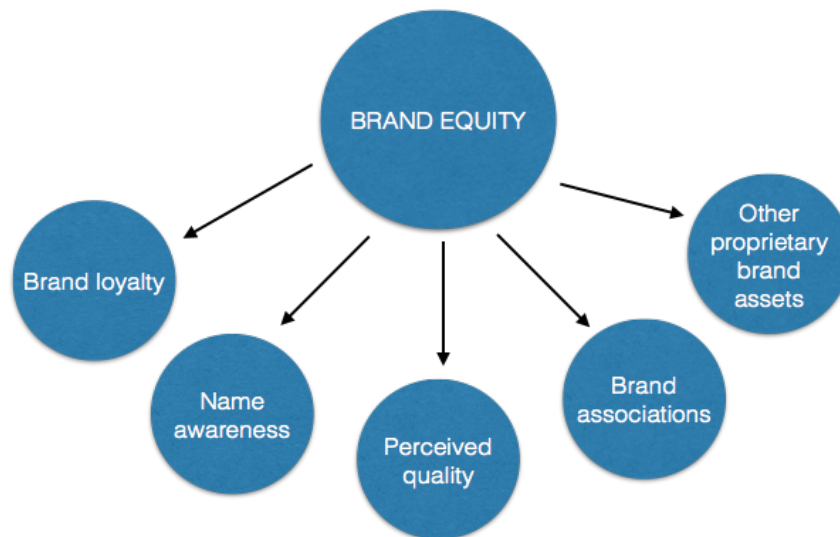 BRAND EQUITY
Brand loyalty
Name
awareness
Perceived
quality
Brand
associations
Other
proprietary
brand
assets